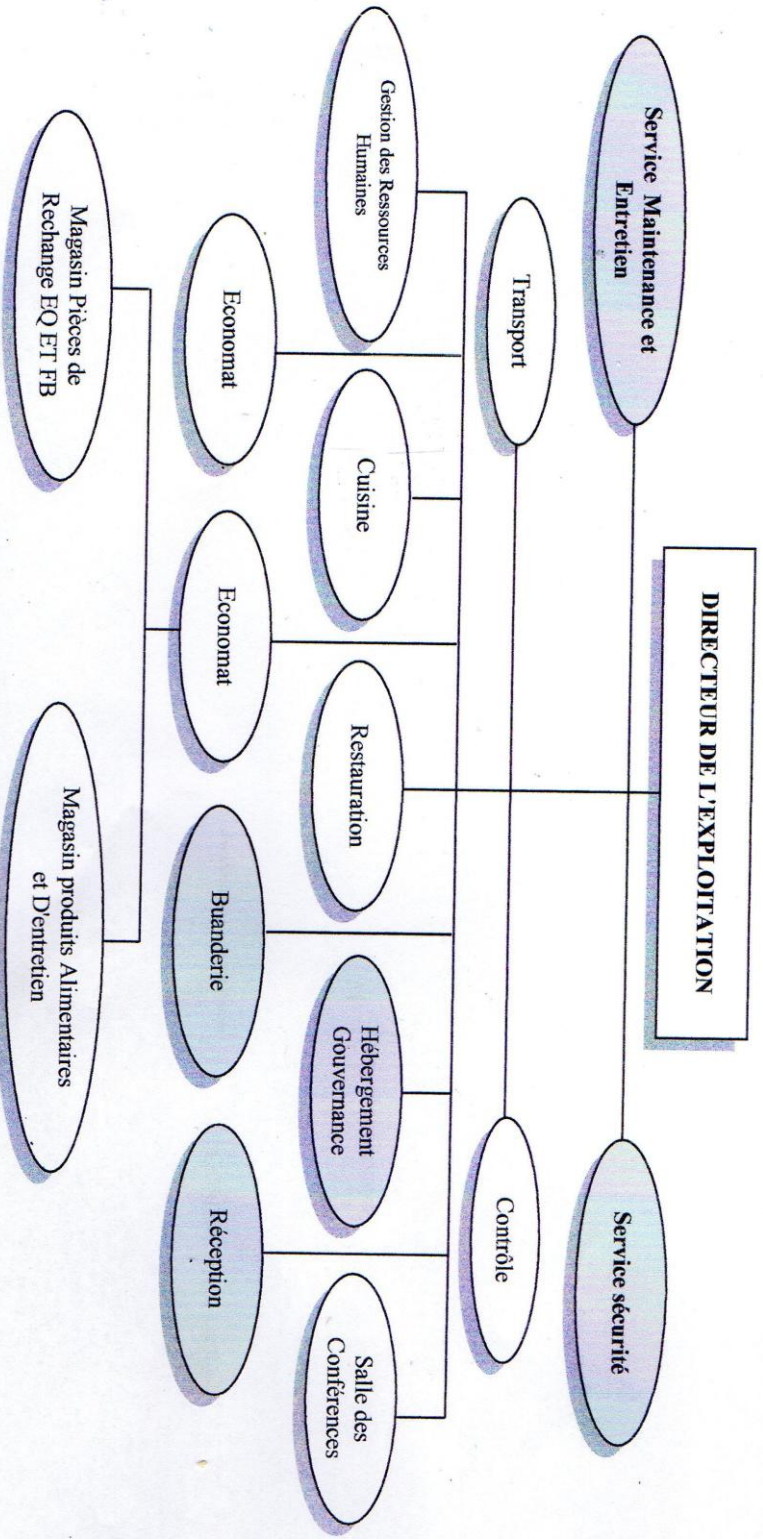 DIRECTEUR DE L'EXPLOITATION
Service Maintenance et
Entretien
Service sécurité
Transport
Contrôle
Gestion des Ressources
Humaines
Cuisine
Restauration
Hébergement
Gouvernance
Salle des
Conférences
Economat
Economat
Buanderie
Réception
Magasin Pièces de
Rechange EQ ET FB
Magasin produits Alimentaires
et D'entretien